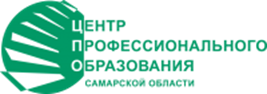 ЦЕНТР
ПРОФЕССИОНАЛЬНОГО
ОБРАЗОВАНИЯ
САМАРСКОЙ ОБЛАСТИ